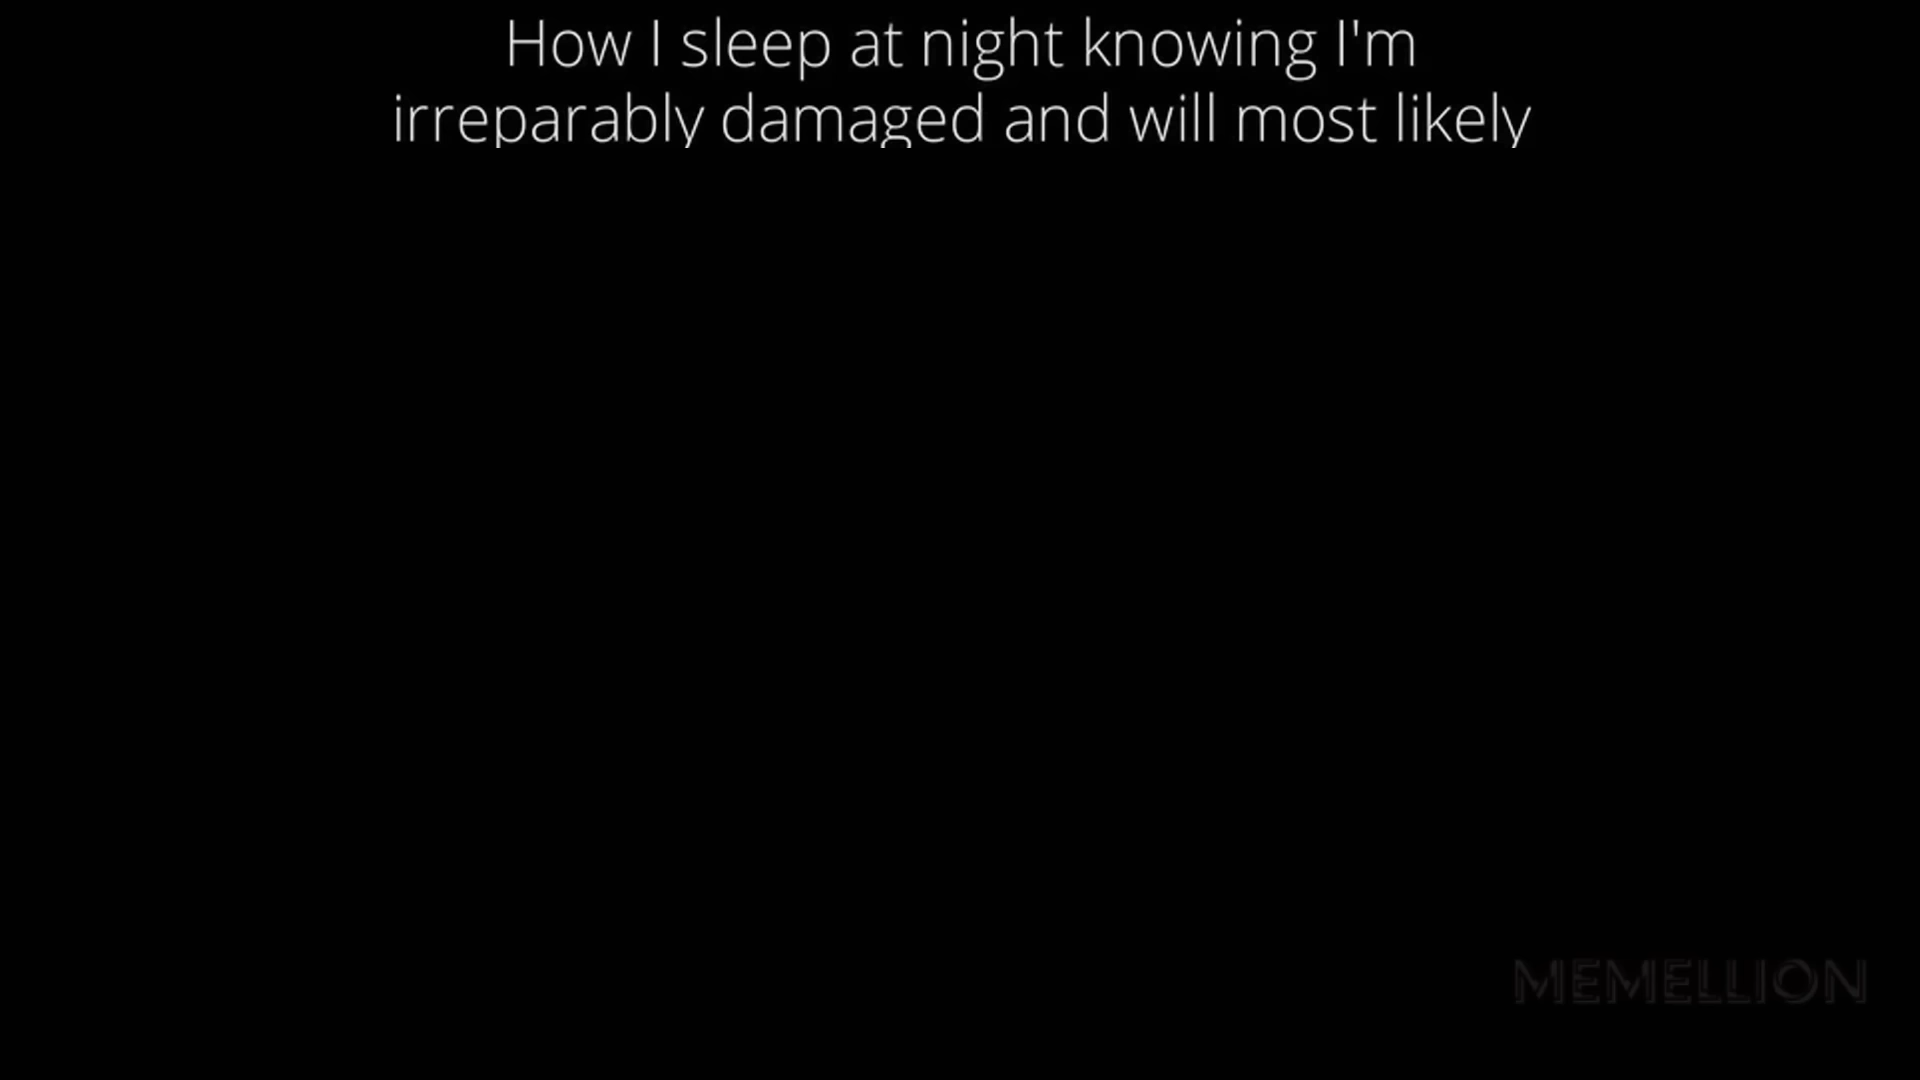 How I sleep at night knowing I'm
irreparably damaged and will most likely
MEMELLION